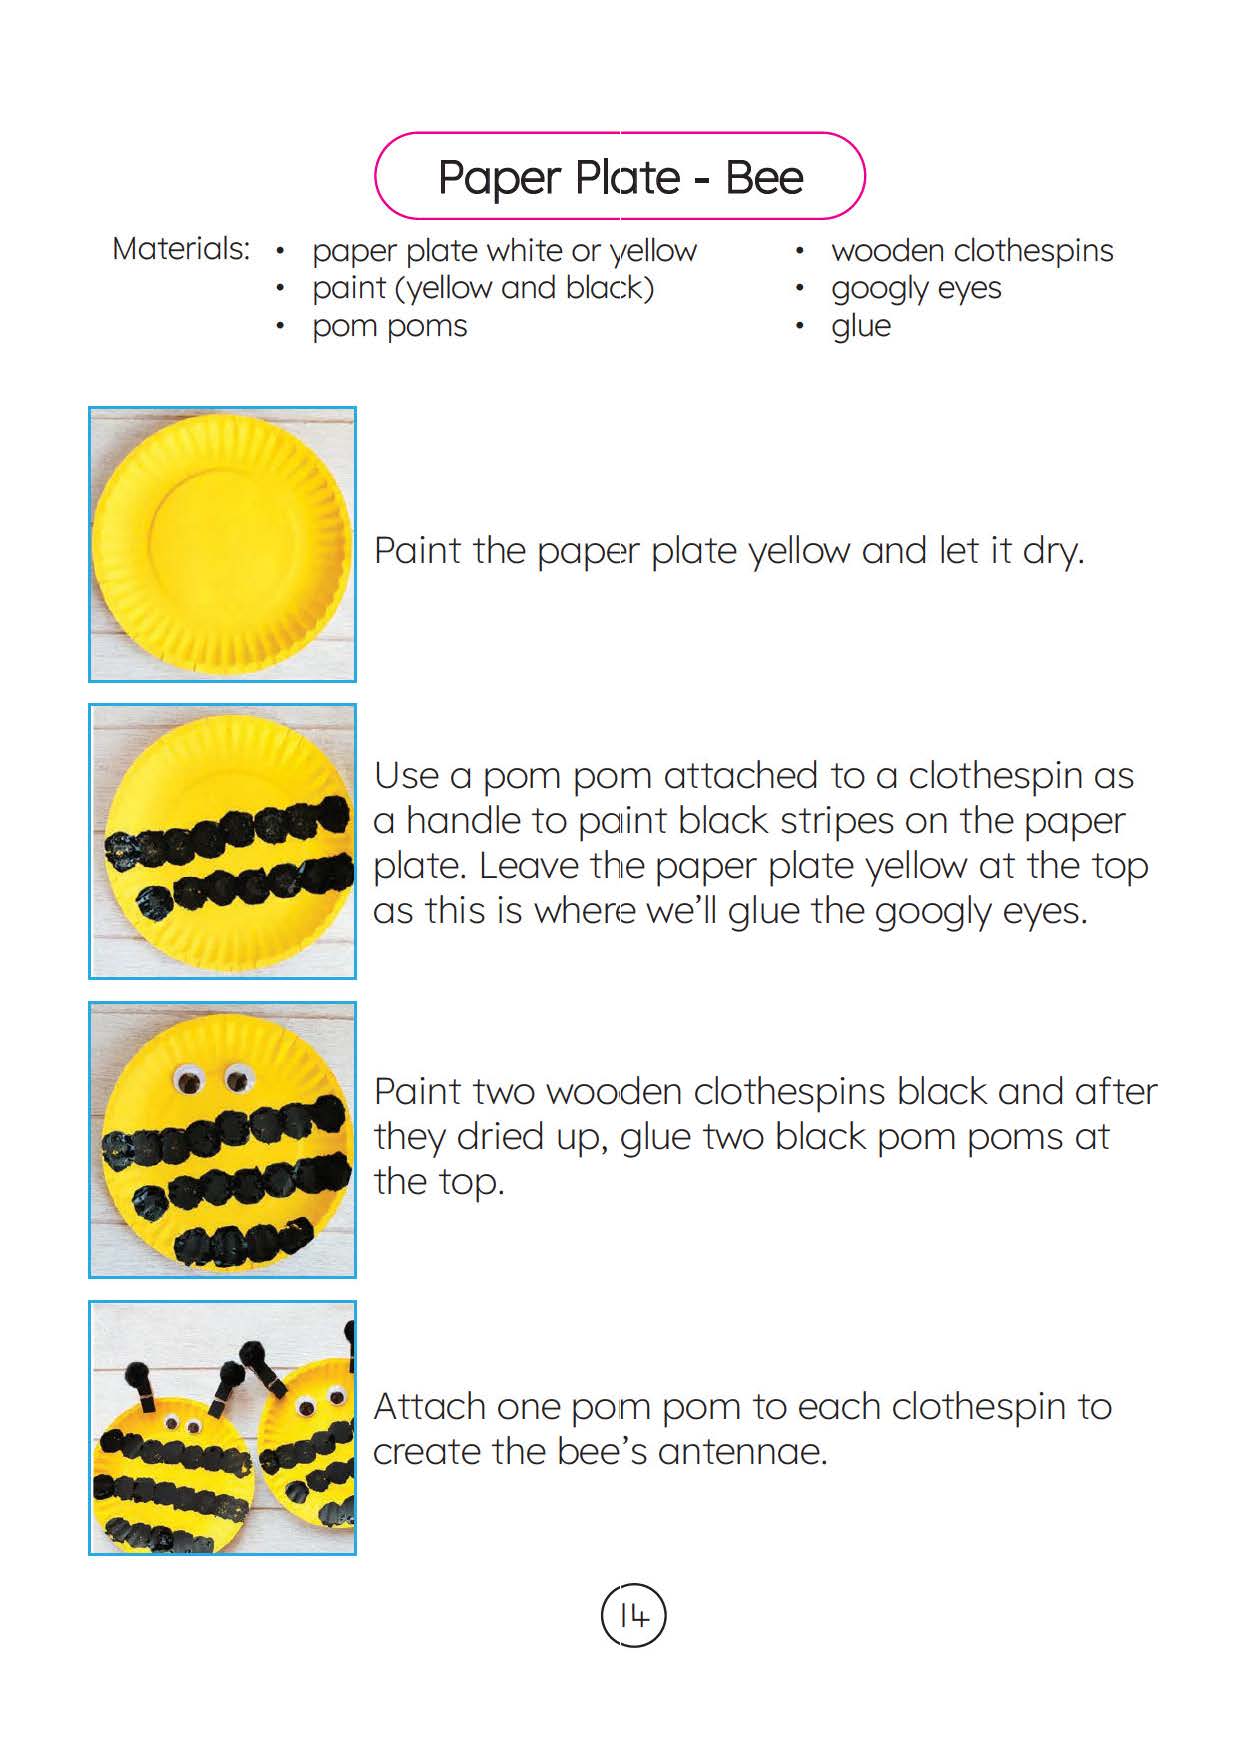 Paper Plate - Bee
Materials:
• paper plate white or yellow
• paint (yellow and black)
• pom poms
• wooden clothespins
• googly eyes
• glue
Paint the paper plate yellow and let it dry.
Use a pom pom attached to a clothespin as
a handle to paint black stripes on the paper
plate. Leave the paper plate yellow at the top
as this is where we'll glue the googly eyes.
Paint two wooden clothespins black and after
they dried up, glue two black pom poms at
the top.
Attach one pom pom to each clothespin to
create the bee's antennae.
14